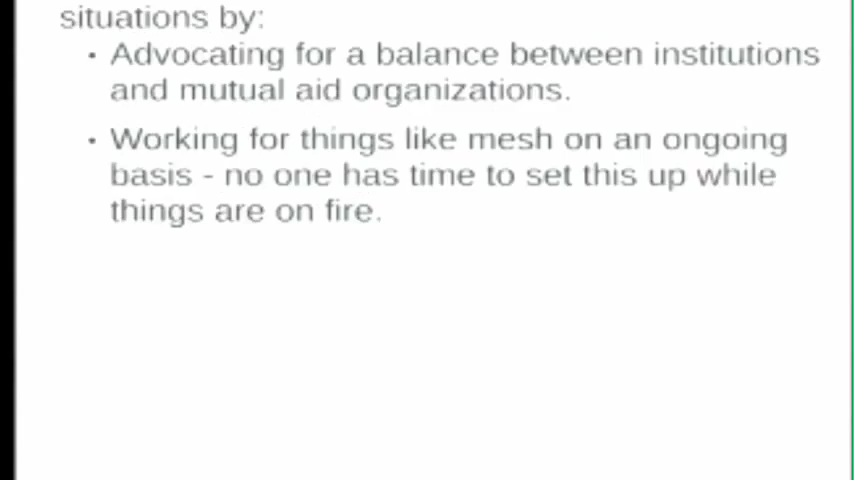 situations by:
• Advocating for a balance between institutions
and mutual aid organizations.
• Working for things like mesh on an ongoing
basis - no one has time to set this up while
things are on fire.